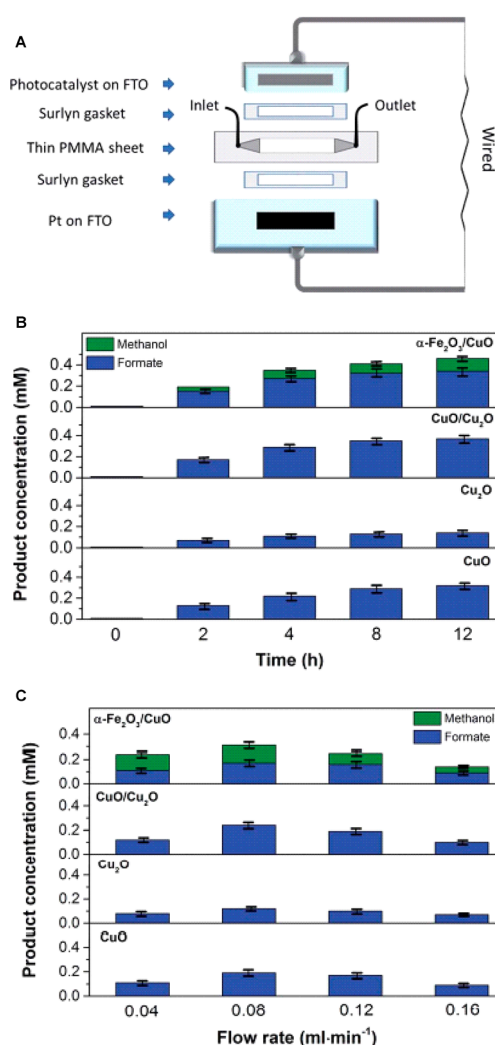 A
Photocatalyst on FTO
Surlyn gasket
Inlet
Outlet
Thin PMMA sheet
Surlyn gasket
Pt on FTO
Wired
B
Product concentration (mM)
Methanol
Formate
α-Fe₂O₃/CuO
0.4
0.2
0.0
CuO/Cu₂O
0.4
0.2
0.0
Cu₂O
0.4
0.2
0.0
CuO
0.4
0.2
0.0
0 2 4 8 12
Time (h)
C
Product concentration (mM)
α-Fe₂O₃/CuO
Methanol
Formate
0.4
0.2
0.0
CuO/Cu₂O
0.4
0.2
0.0
Cu₂O
0.4
0.2
0.0
CuO
0.4
0.2
0.0
0.04 0.08 0.12 0.16
Flow rate (ml·min⁻¹)